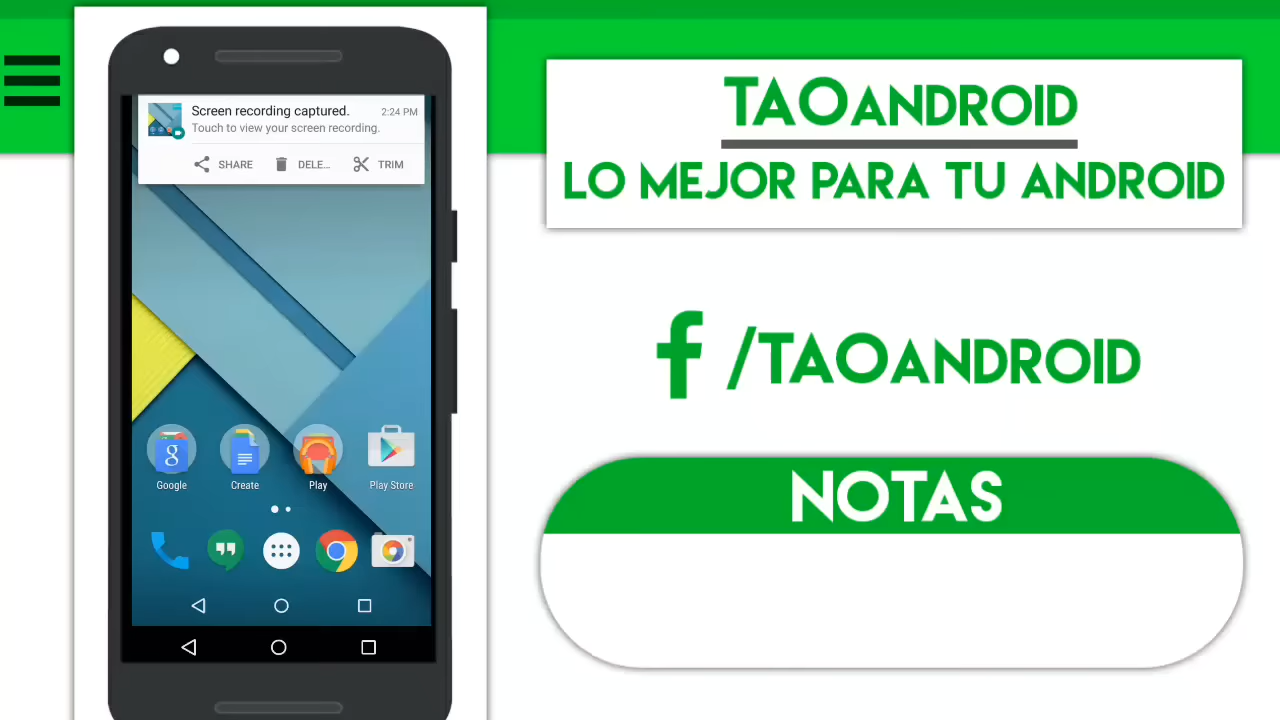 Screen recording captured. 2:24 PM
Touch to view your screen recording.
SHARE DELE... TRIM
g
Google Create Play Play Store
TAOANDROID
LO MEJOR PARA TU ANDROID
f /TAOANDROID
NOTAS